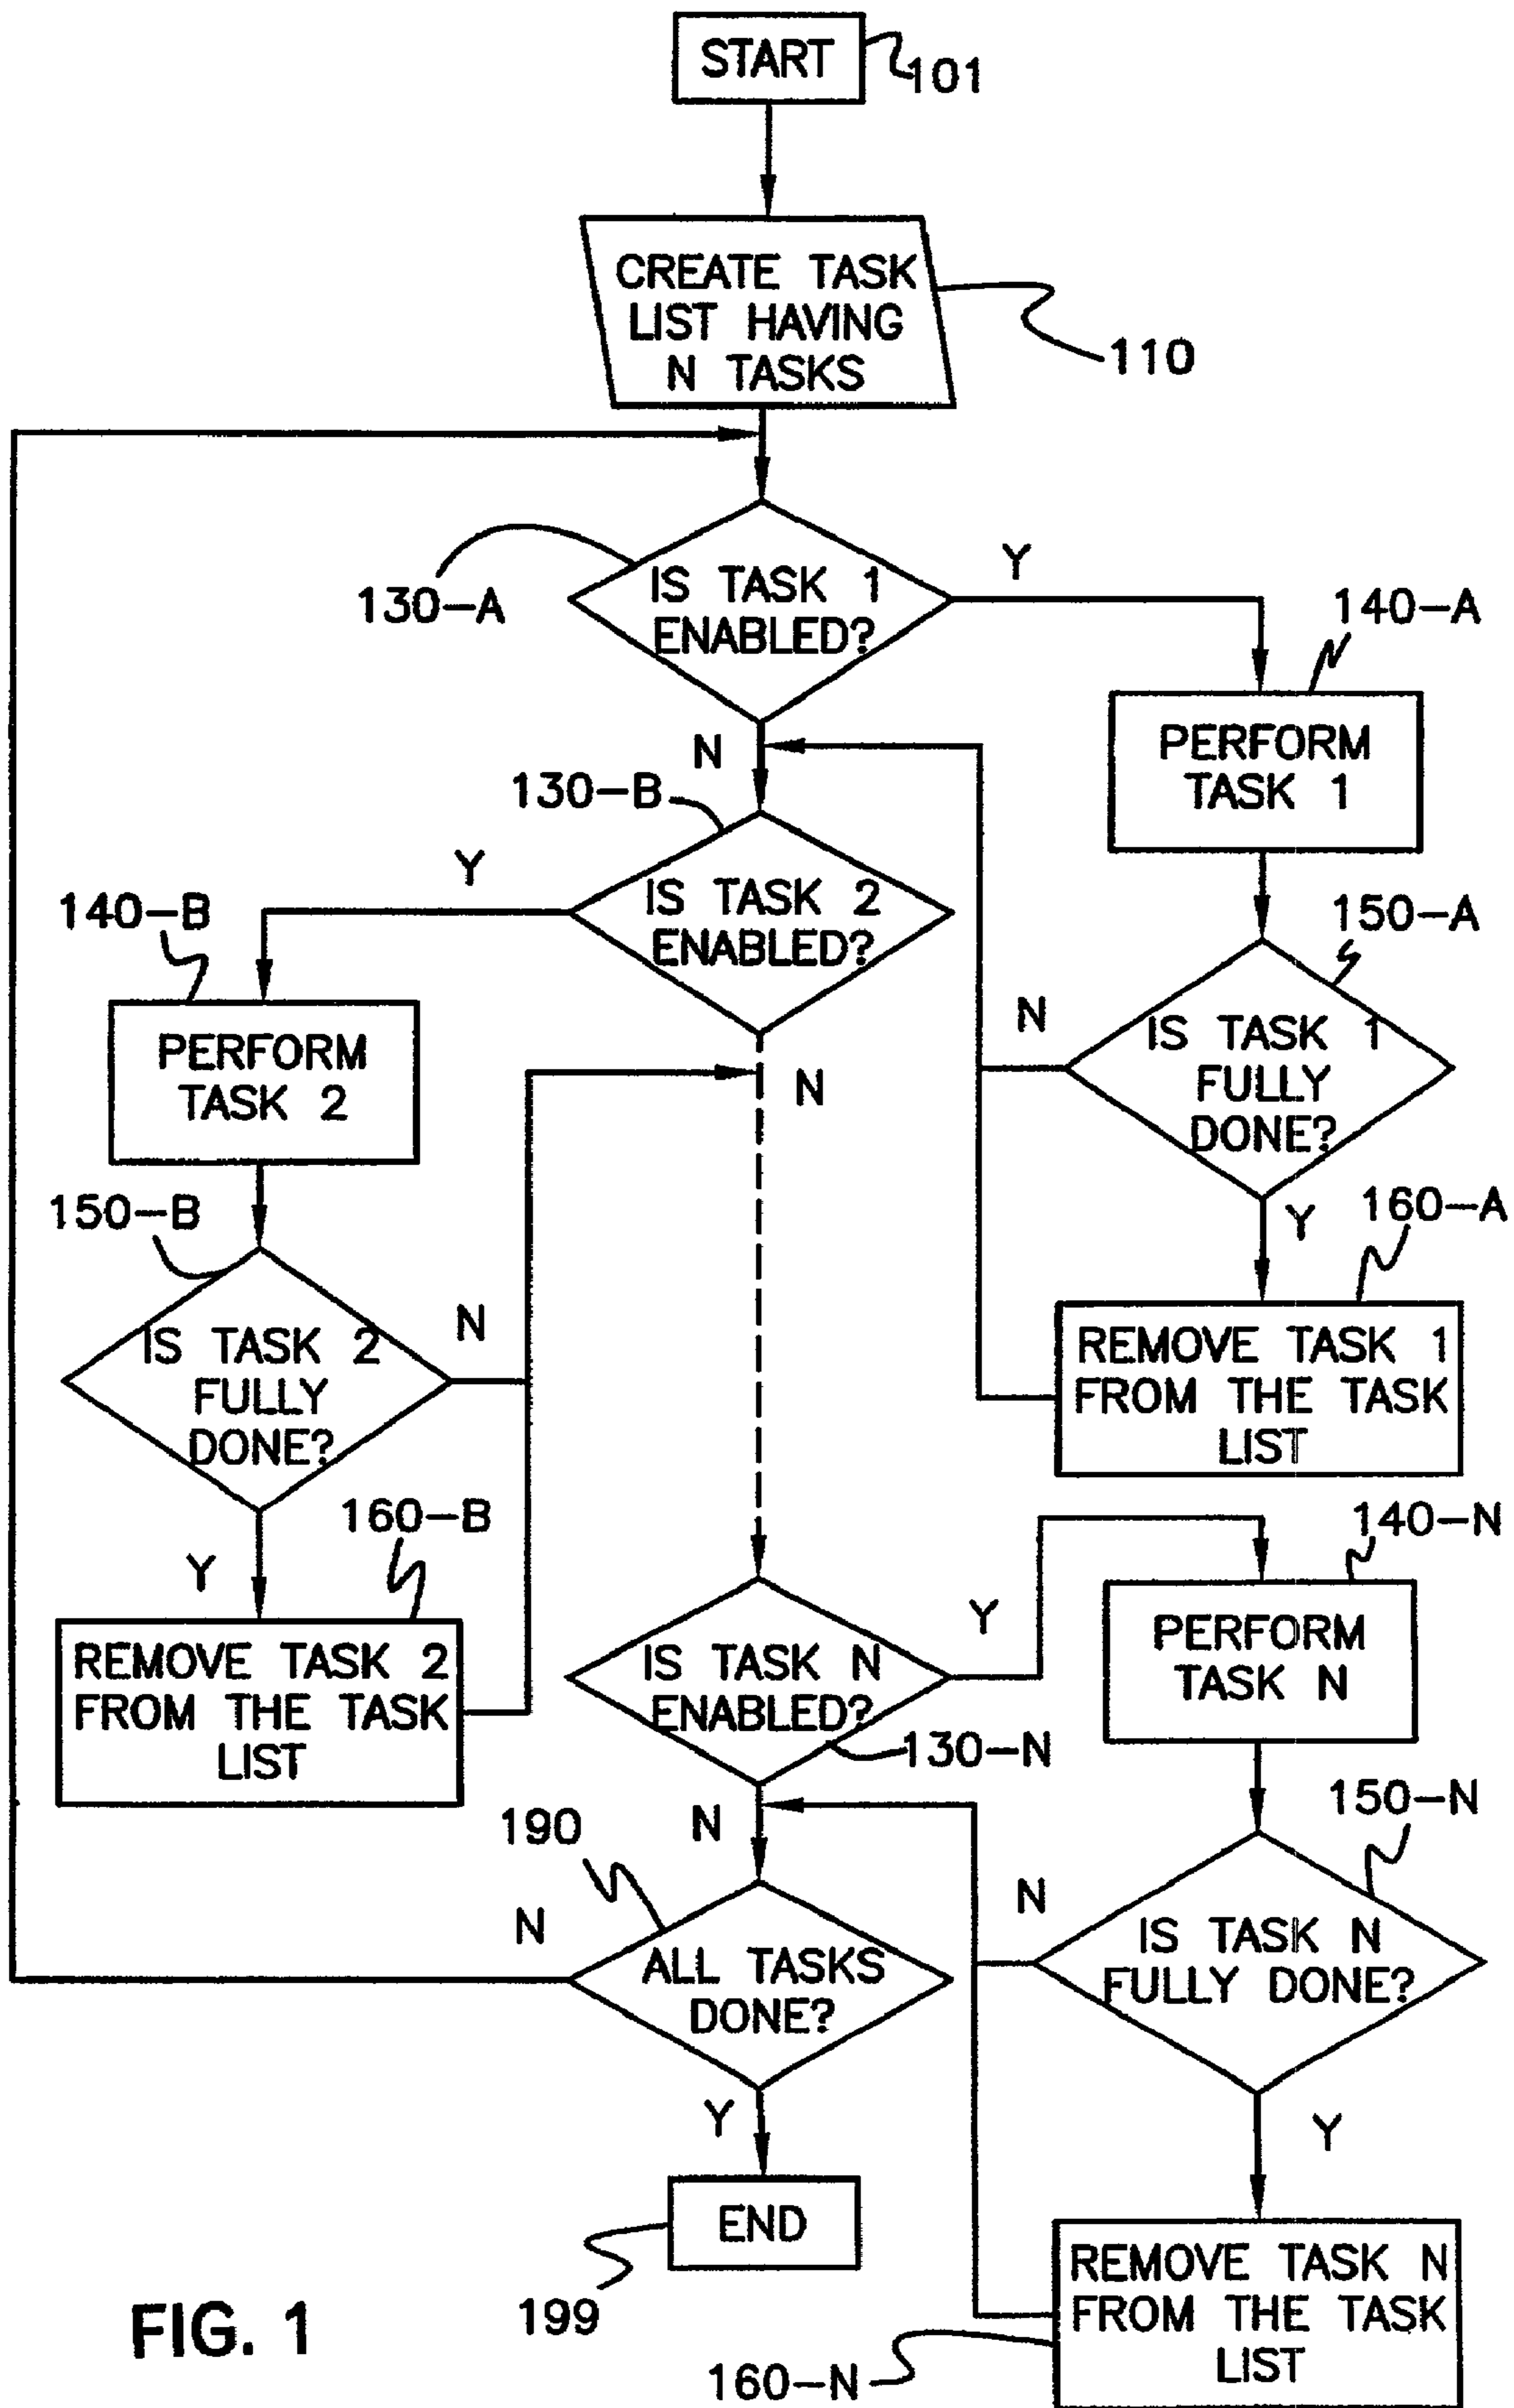 START
101
CREATE TASK
LIST HAVING
N TASKS
110
130-A
IS TASK 1
ENABLED?
Y
N
140-A
PERFORM
TASK 1
150-A
IS TASK 1
FULLY
DONE?
N
Y
160-A
REMOVE TASK 1
FROM THE TASK
LIST
130-B
IS TASK 2
ENABLED?
Y
N
140-B
PERFORM
TASK 2
150-B
IS TASK 2
FULLY
DONE?
N
Y
160-B
REMOVE TASK 2
FROM THE TASK
LIST
IS TASK N
ENABLED?
130-N
Y
N
140-N
PERFORM
TASK N
150-N
IS TASK N
FULLY DONE?
N
Y
REMOVE TASK N
FROM THE TASK
LIST
160-N
190
ALL TASKS
DONE?
N
Y
END
199
FIG. 1